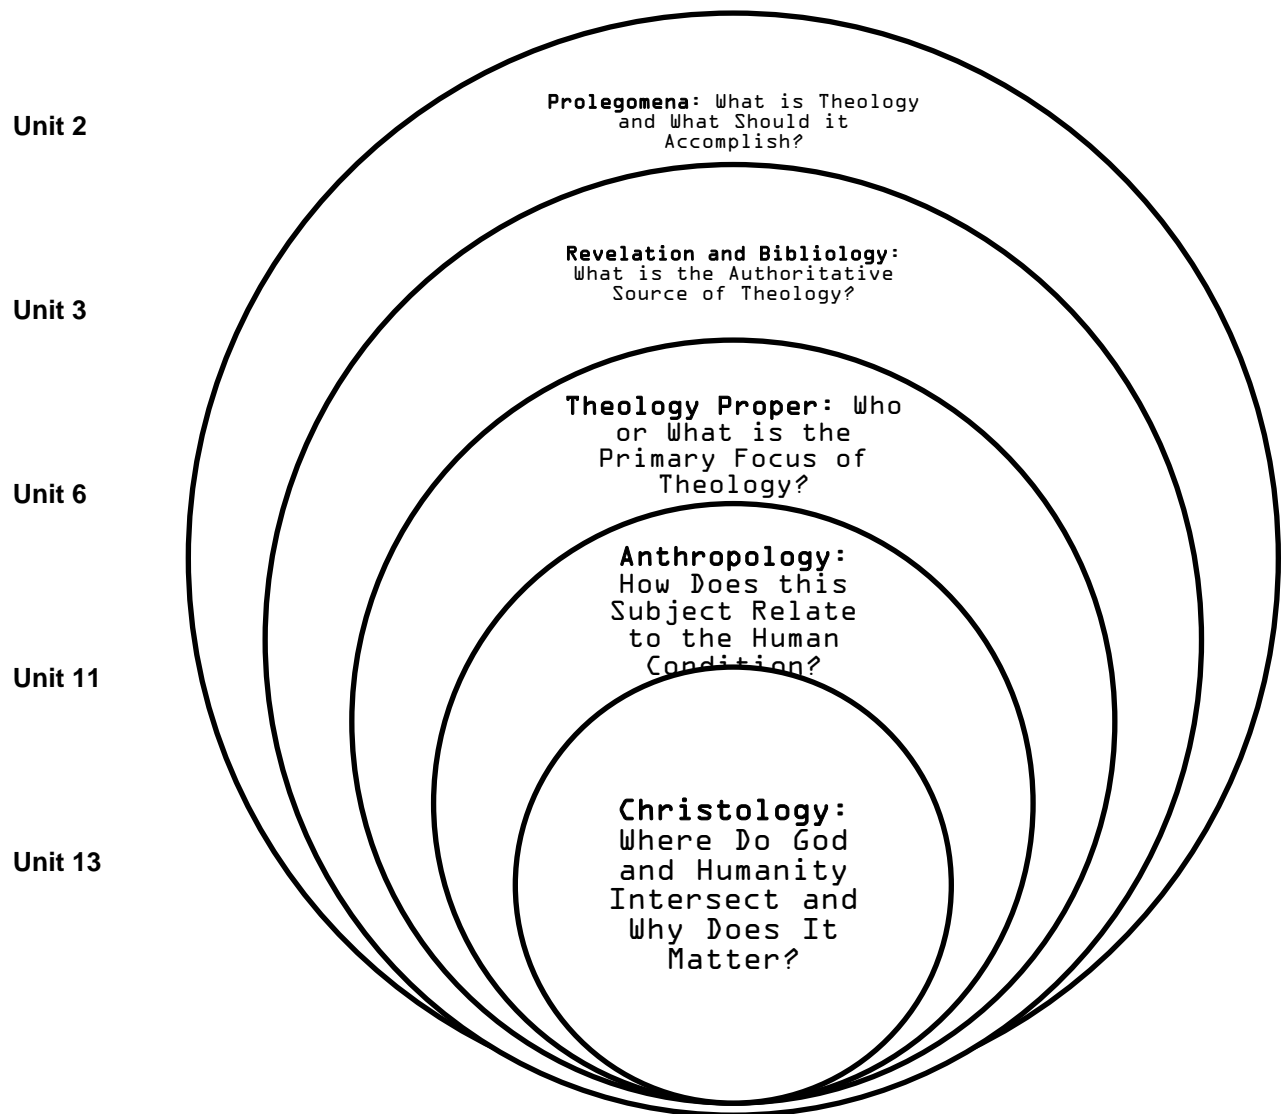 Unit 2
Prolegomena: What is Theology
and What Should it
Accomplish?
Unit 3
Revelation and Bibliology:
What is the Authoritative
Source of Theology?
Unit 6
Theology Proper: Who
or What is the
Primary Focus of
Theology?
Unit 11
Anthropology:
How Does this
Subject Relate
to the Human
Condition?
Unit 13
Christology:
Where Do God
and Humanity
Intersect and
Why Does It
Matter?